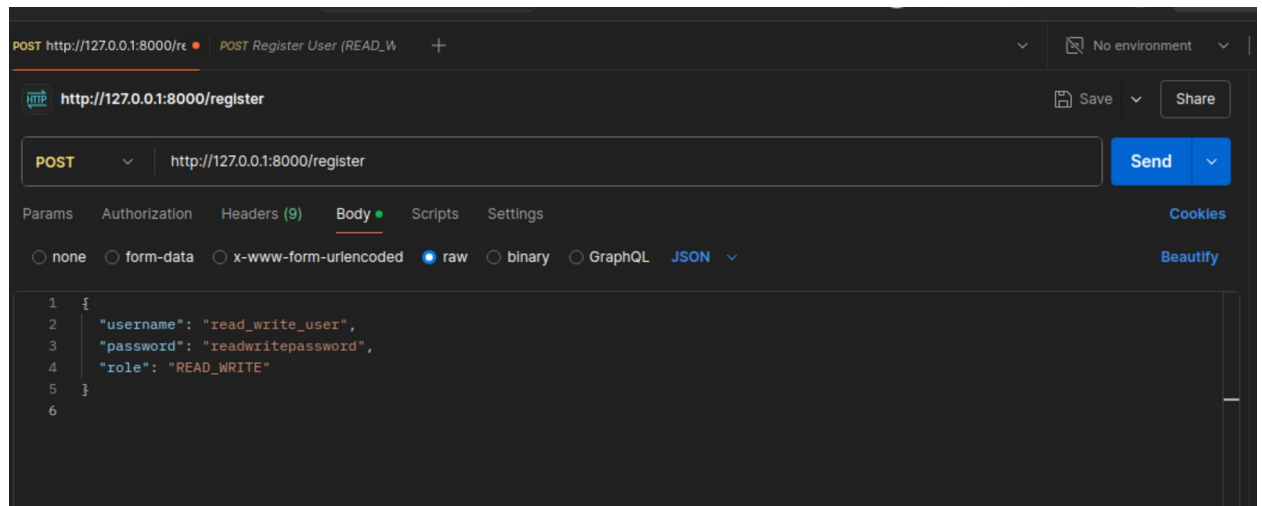 POST http://127.0.0.1:8000/re POST Register User (READ_W No environment
HTTP http://127.0.0.1:8000/register Save Share
POST http://127.0.0.1:8000/register Send
Params Authorization Headers (9) Body Scripts Settings Cookies
none form-data x-www-form-urlencoded raw binary GraphQL JSON Beautify
1 {
2 "username": "read_write_user",
3 "password": "readwritepassword",
4 "role": "READ_WRITE"
5 }
6